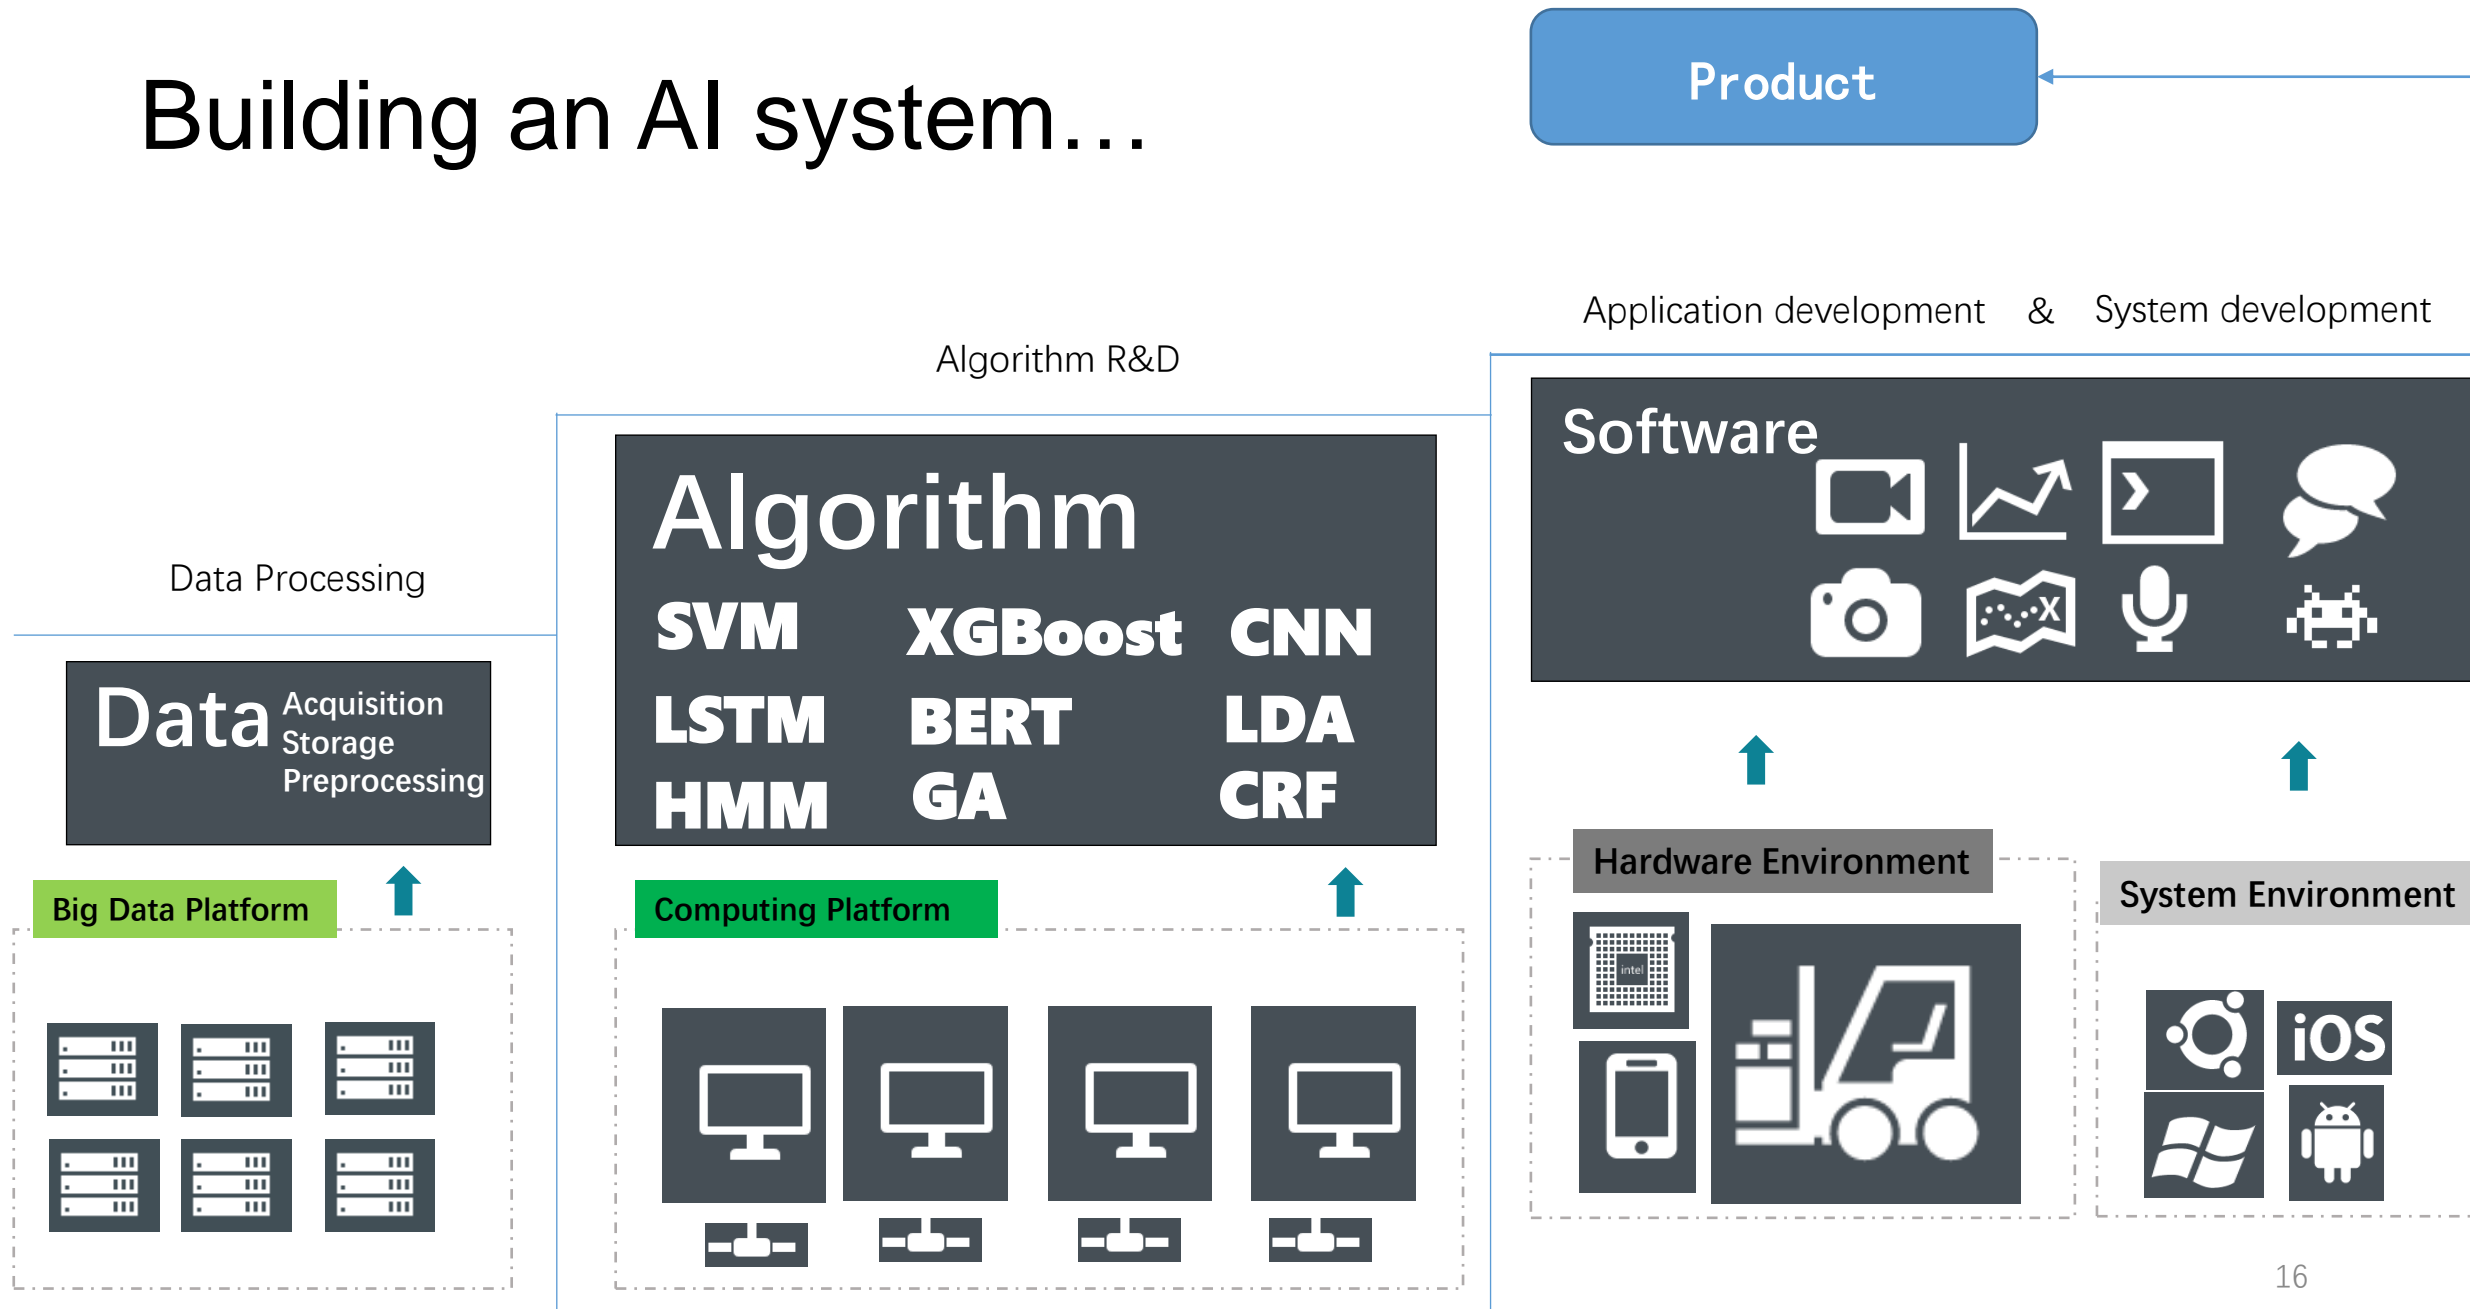 Building an AI system…
Product
Application development & System development
Algorithm R&D
Data Processing
Software
Algorithm
SVM XGBoost CNN
LSTM BERT LDA
HMM GA CRF
Data
Acquisition
Storage
Preprocessing
X
Big Data Platform
Computing Platform
Hardware Environment
System Environment
intel
iOS
16